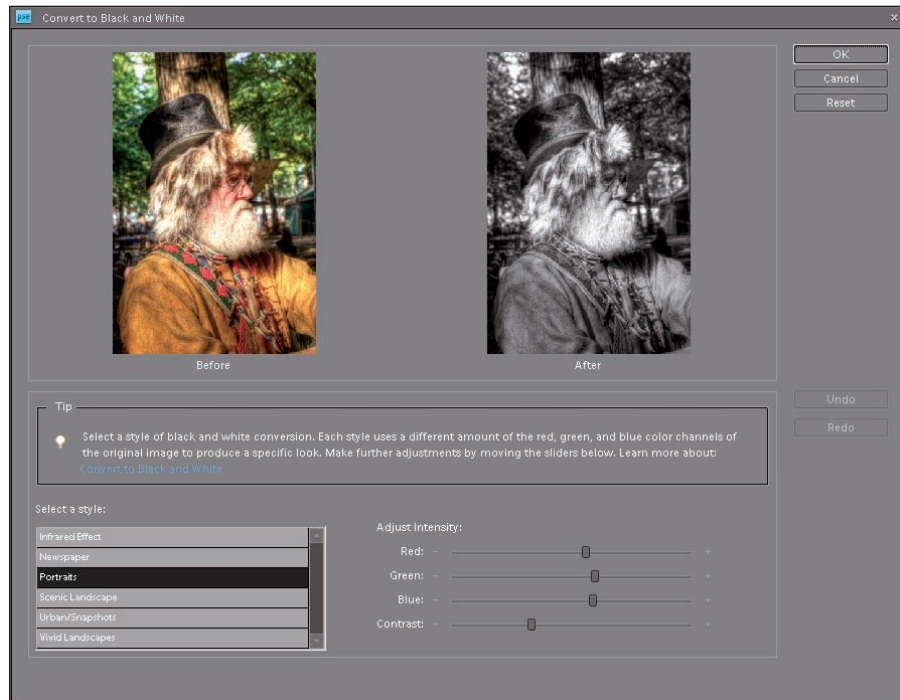 pse Convert to Black and White
OK
Cancel
Reset
Before
After
Undo
Redo
Tip
Select a style of black and white conversion. Each style uses a different amount of the red, green, and blue color channels of
the original image to produce a specific look. Make further adjustments by moving the sliders below. Learn more about:
Convert to Black and White
Select a style:
Infrared Effect
Newspaper
Portraits
Scenic Landscape
Urban/Snapshots
Vivid Landscapes
Adjust Intensity:
Red: - +
Green: - +
Blue: - +
Contrast: - +